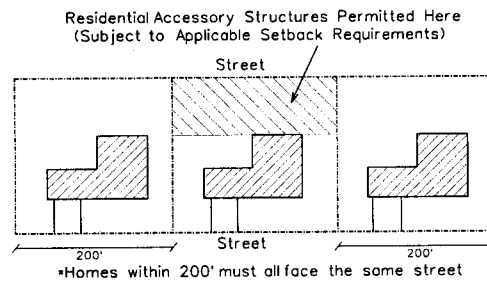 Residential Accessory Structures Permitted Here
(Subject to Applicable Setback Requirements)
Street
Street
200'
200'
*Homes within 200' must all face the same street